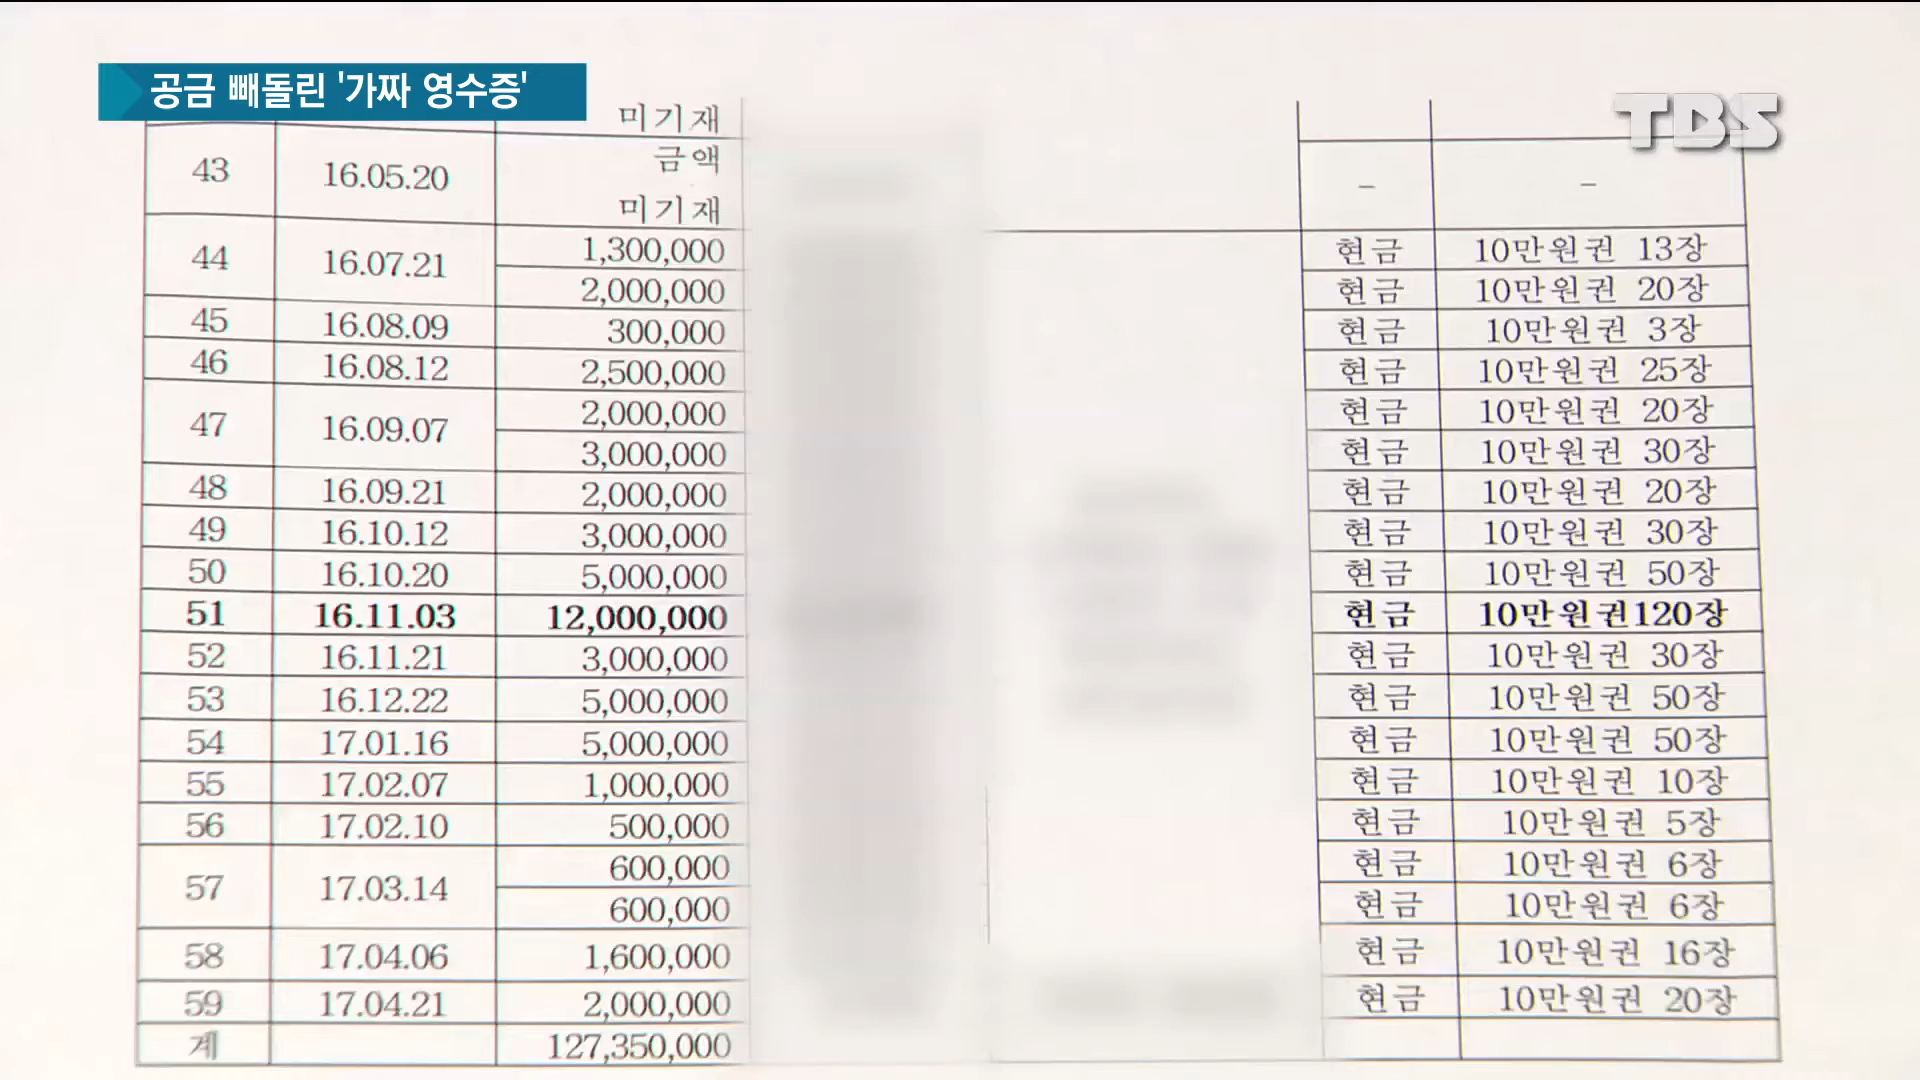 공금 빼돌린 '가짜 영수증'
TBS
미기재
43 16.05.20 금액 미기재 - -
44 16.07.21 1,300,000 현금 10만원권 13장
2,000,000 현금 10만원권 20장
45 16.08.09 300,000 현금 10만원권 3장
46 16.08.12 2,500,000 현금 10만원권 25장
47 16.09.07 2,000,000 현금 10만원권 20장
3,000,000 현금 10만원권 30장
48 16.09.21 2,000,000 현금 10만원권 20장
49 16.10.12 3,000,000 현금 10만원권 30장
50 16.10.20 5,000,000 현금 10만원권 50장
51 16.11.03 12,000,000 현금 10만원권120장
52 16.11.21 3,000,000 현금 10만원권 30장
53 16.12.22 5,000,000 현금 10만원권 50장
54 17.01.16 5,000,000 현금 10만원권 50장
55 17.02.07 1,000,000 현금 10만원권 10장
56 17.02.10 500,000 현금 10만원권 5장
57 17.03.14 600,000 현금 10만원권 6장
600,000 현금 10만원권 6장
58 17.04.06 1,600,000 현금 10만원권 16장
59 17.04.21 2,000,000 현금 10만원권 20장
계 127,350,000